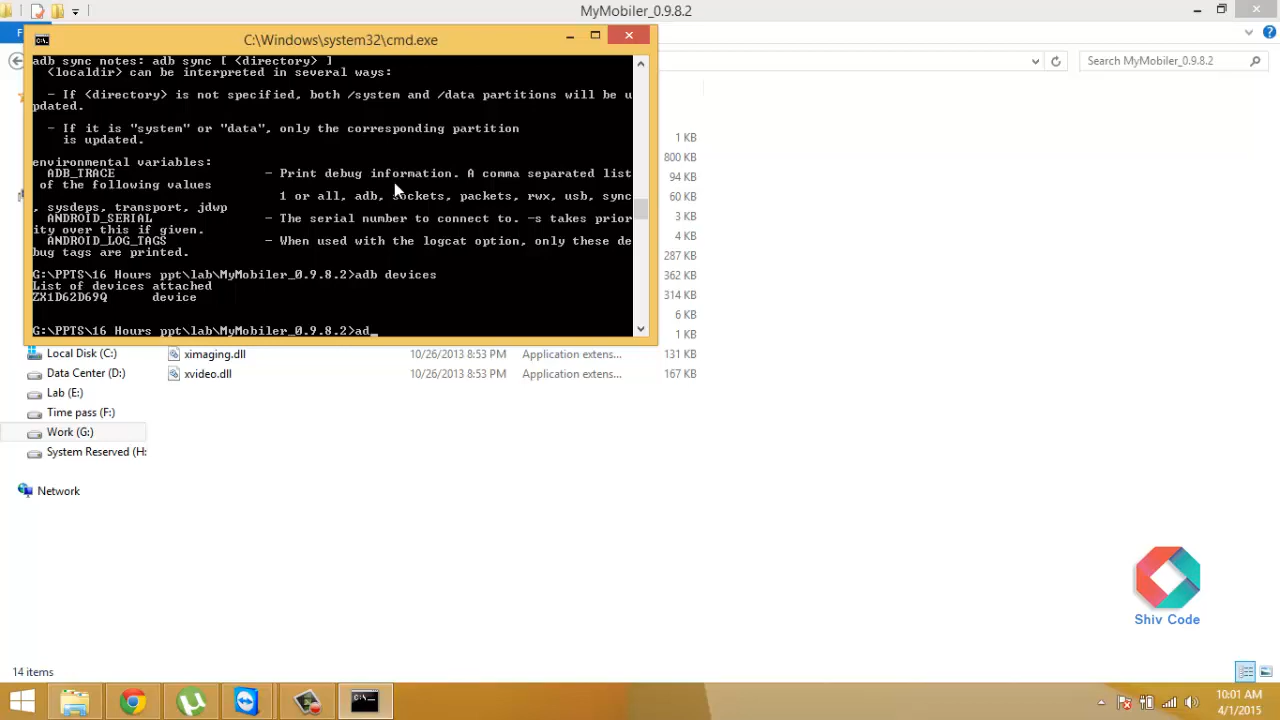 MyMobiler_0.9.8.2
C:\Windows\system32\cmd.exe
adb sync notes: adb sync [ <directory> ]
<localdir> can be interpreted in several ways:
- If <directory> is not specified, both /system and /data partitions will be u
pdated.
- If it is "system" or "data", only the corresponding partition
is updated.
environmental variables:
ADB_TRACE - Print debug information. A comma separated list
of the following values
1 or all, adb, sockets, packets, rwx, usb, sync
, sysdeps, transport, jdwp
ANDROID_SERIAL - The serial number to connect to. -s takes prior
ity over this if given.
ANDROID_LOG_TAGS - When used with the logcat option, only these de
bug tags are printed.
G:\PPTS\16 Hours ppt\lab\MyMobiler_0.9.8.2>adb devices
List of devices attached
ZX1D62D69Q device
G:\PPTS\16 Hours ppt\lab\MyMobiler_0.9.8.2>ad_
Search MyMobiler_0.9.8.2
1 KB
800 KB
94 KB
60 KB
3 KB
4 KB
287 KB
362 KB
314 KB
6 KB
1 KB
Local Disk (C:)
ximaging.dll 10/26/2013 8:53 PM Application extens... 131 KB
Data Center (D:)
xvideo.dll 10/26/2013 8:53 PM Application extens... 167 KB
Lab (E:)
Time pass (F:)
Work (G:)
System Reserved (H:
Network
Shiv Code
14 items
10:01 AM
4/1/2015